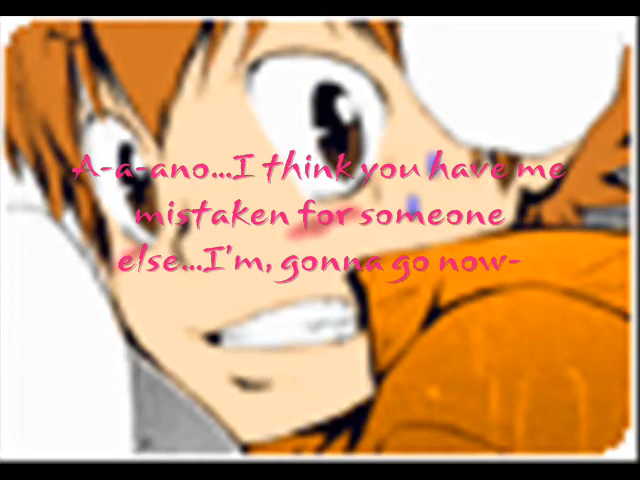 A-a-ano...I think you have me
mistaken for someone
else...I'm, gonna go now-